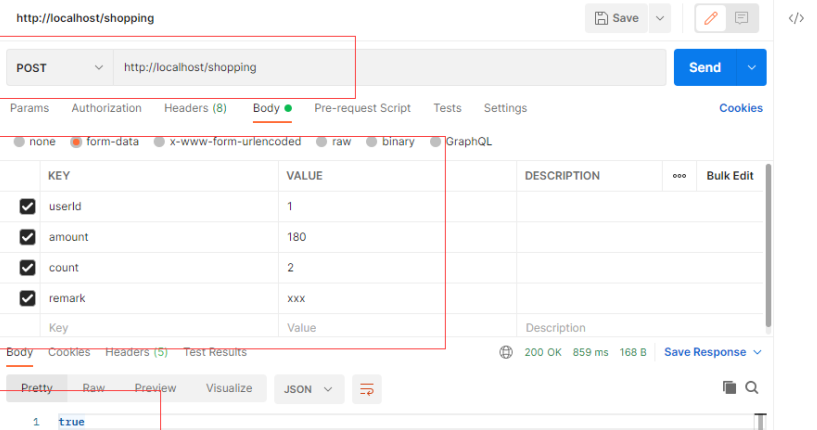 http://localhost/shopping
Save
</>
POST http://localhost/shopping Send
Params Authorization Headers (8) Body Pre-request Script Tests Settings Cookies
none form-data x-www-form-urlencoded raw binary GraphQL
KEY VALUE DESCRIPTION ooo Bulk Edit
userId 1
amount 180
count 2
remark xxx
Key Value Description
Body Cookies Headers (5) Test Results 200 OK 859 ms 168 B Save Response
Pretty Raw Preview Visualize JSON
1 true